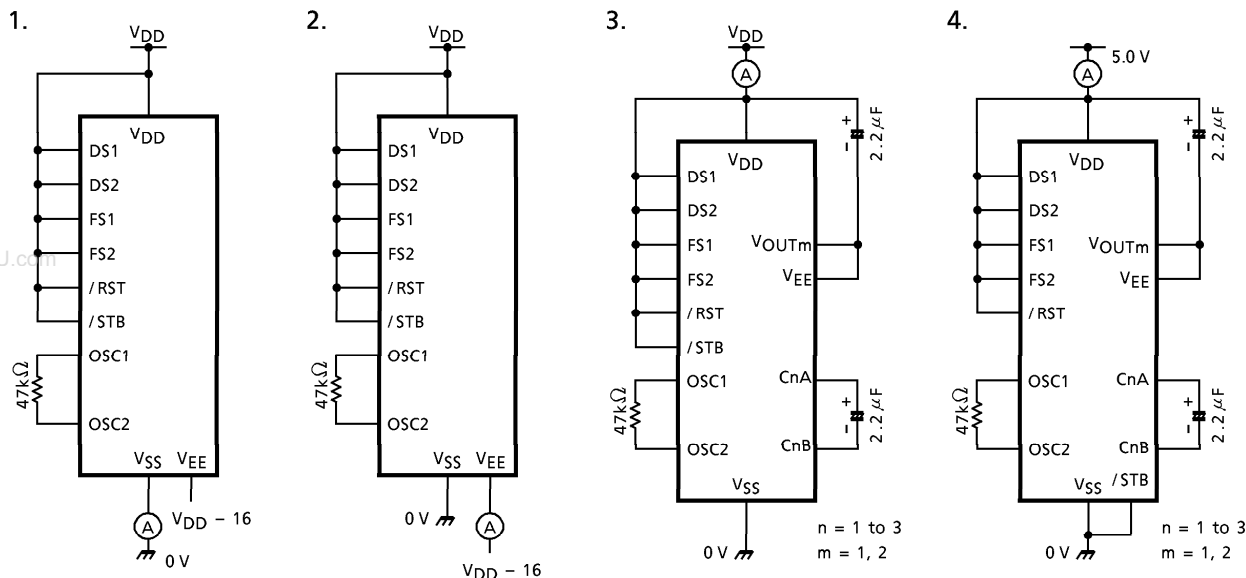 1.
VDD
VDD
DS1
DS2
FS1
FS2
/RST
/STB
OSC1
47kΩ
OSC2
VSS VEE
A
VDD – 16
0 V
2.
VDD
VDD
DS1
DS2
FS1
FS2
/RST
/STB
OSC1
47kΩ
OSC2
VSS VEE
0 V
A
VDD – 16
3.
VDD
A
+
–
2.2 μF
VDD
DS1
DS2
FS1
VOUTm
FS2
VEE
/RST
/STB
OSC1
CnA
47kΩ
+
–
2.2 μF
OSC2
CnB
VSS
0 V
n = 1 to 3
m = 1, 2
4.
5.0 V
A
+
–
2.2 μF
VDD
DS1
DS2
FS1
VOUTm
FS2
VEE
/RST
OSC1
CnA
47kΩ
+
–
2.2 μF
OSC2
CnB
/STB
VSS
0 V
n = 1 to 3
m = 1, 2
J.com